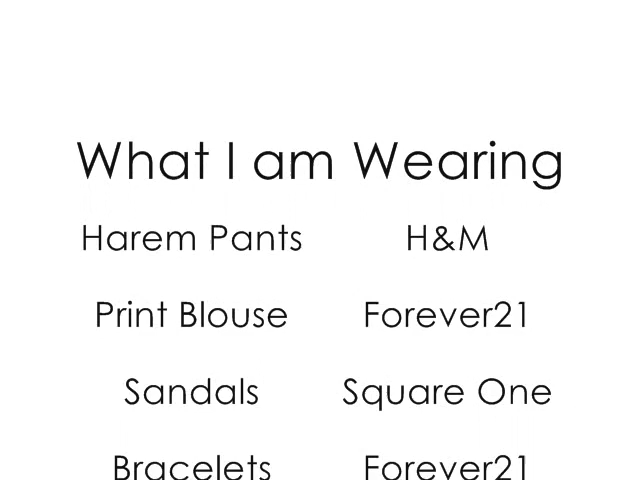 What I am Wearing
Harem Pants H&M
Print Blouse Forever21
Sandals Square One
Bracelets Forever21